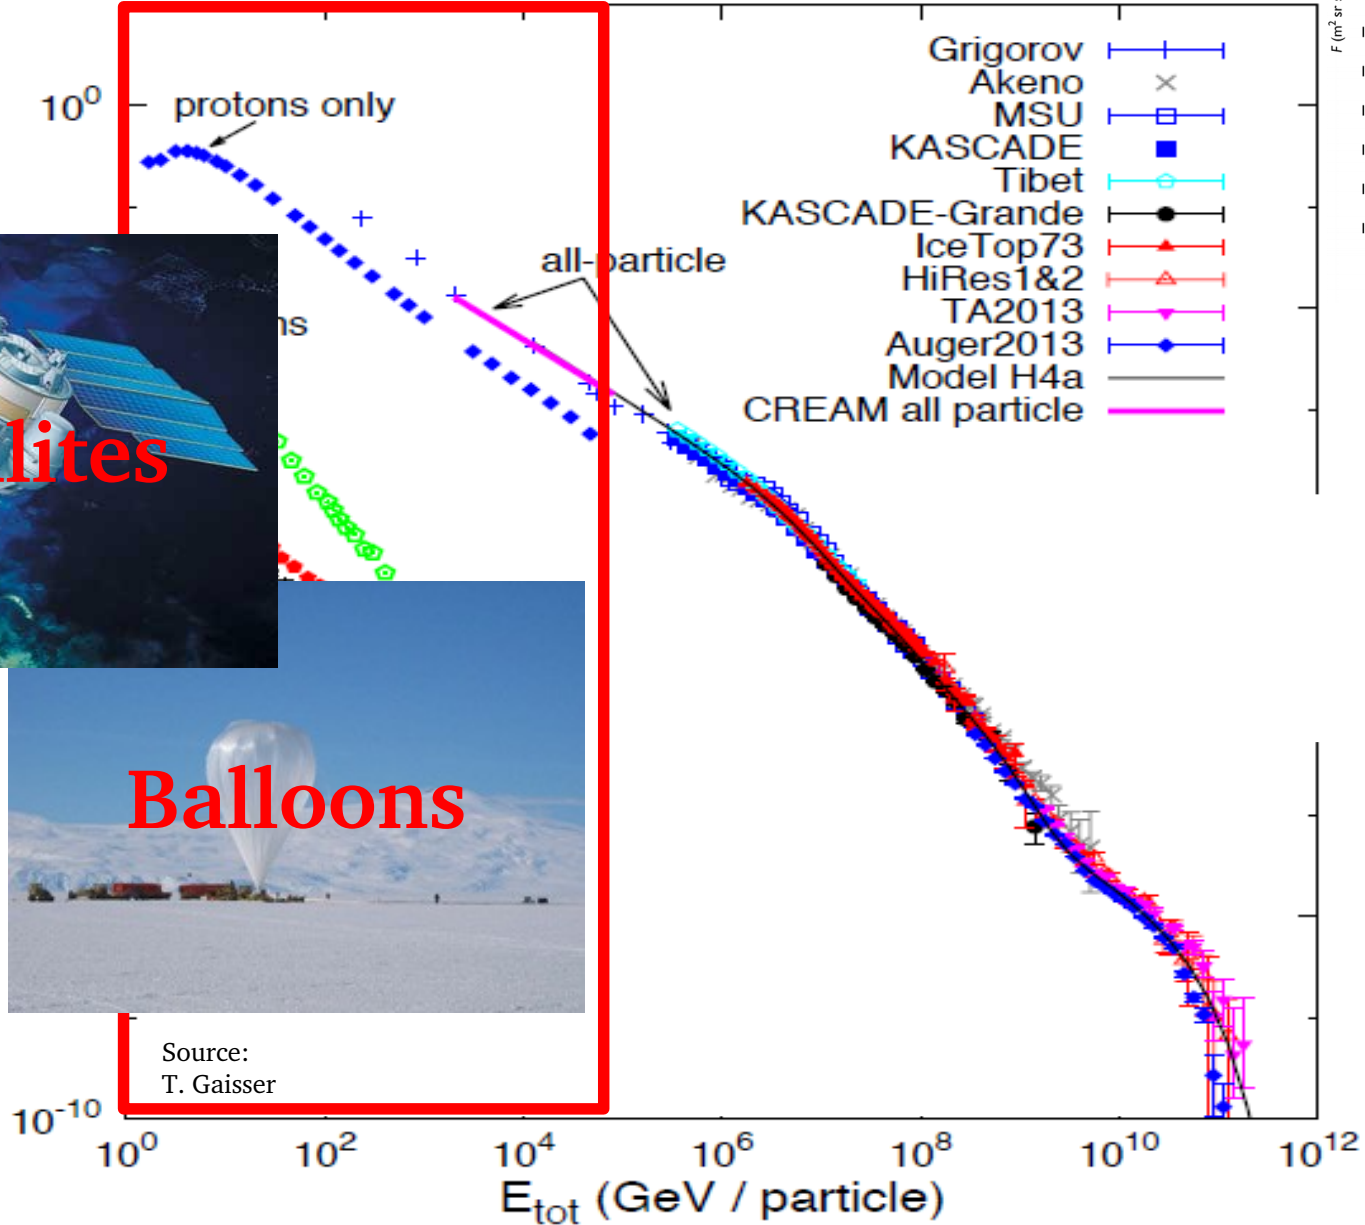 F (m² sr s
Grigorov
Akeno
MSU
KASCADE
Tibet
KASCADE-Grande
IceTop73
HiRes1&2
TA2013
Auger2013
Model H4a
CREAM all particle
10⁰
protons only
all-particle
ns
lites
Balloons
Source:
T. Gaisser
10⁻¹⁰
10⁰ 10² 10⁴ 10⁶ 10⁸ 10¹⁰ 10¹²
E_tot (GeV / particle)